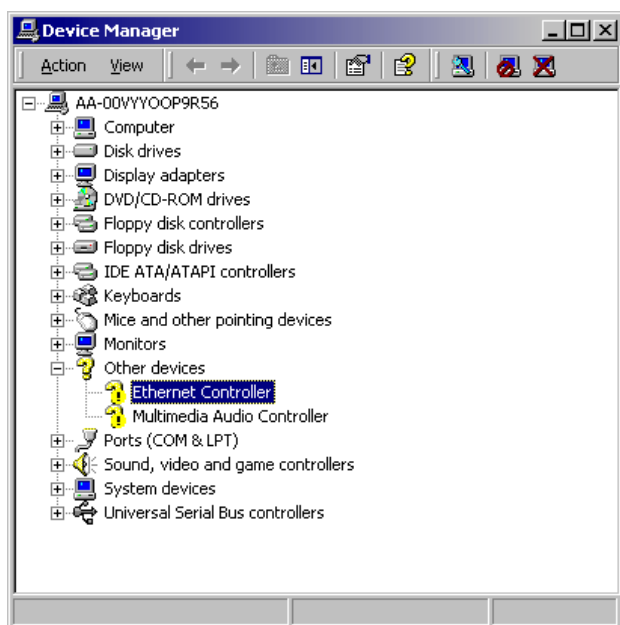 Device Manager
Action View
AA-00VYYOOP9R56
Computer
Disk drives
Display adapters
DVD/CD-ROM drives
Floppy disk controllers
Floppy disk drives
IDE ATA/ATAPI controllers
Keyboards
Mice and other pointing devices
Monitors
Other devices
Ethernet Controller
Multimedia Audio Controller
Ports (COM & LPT)
Sound, video and game controllers
System devices
Universal Serial Bus controllers